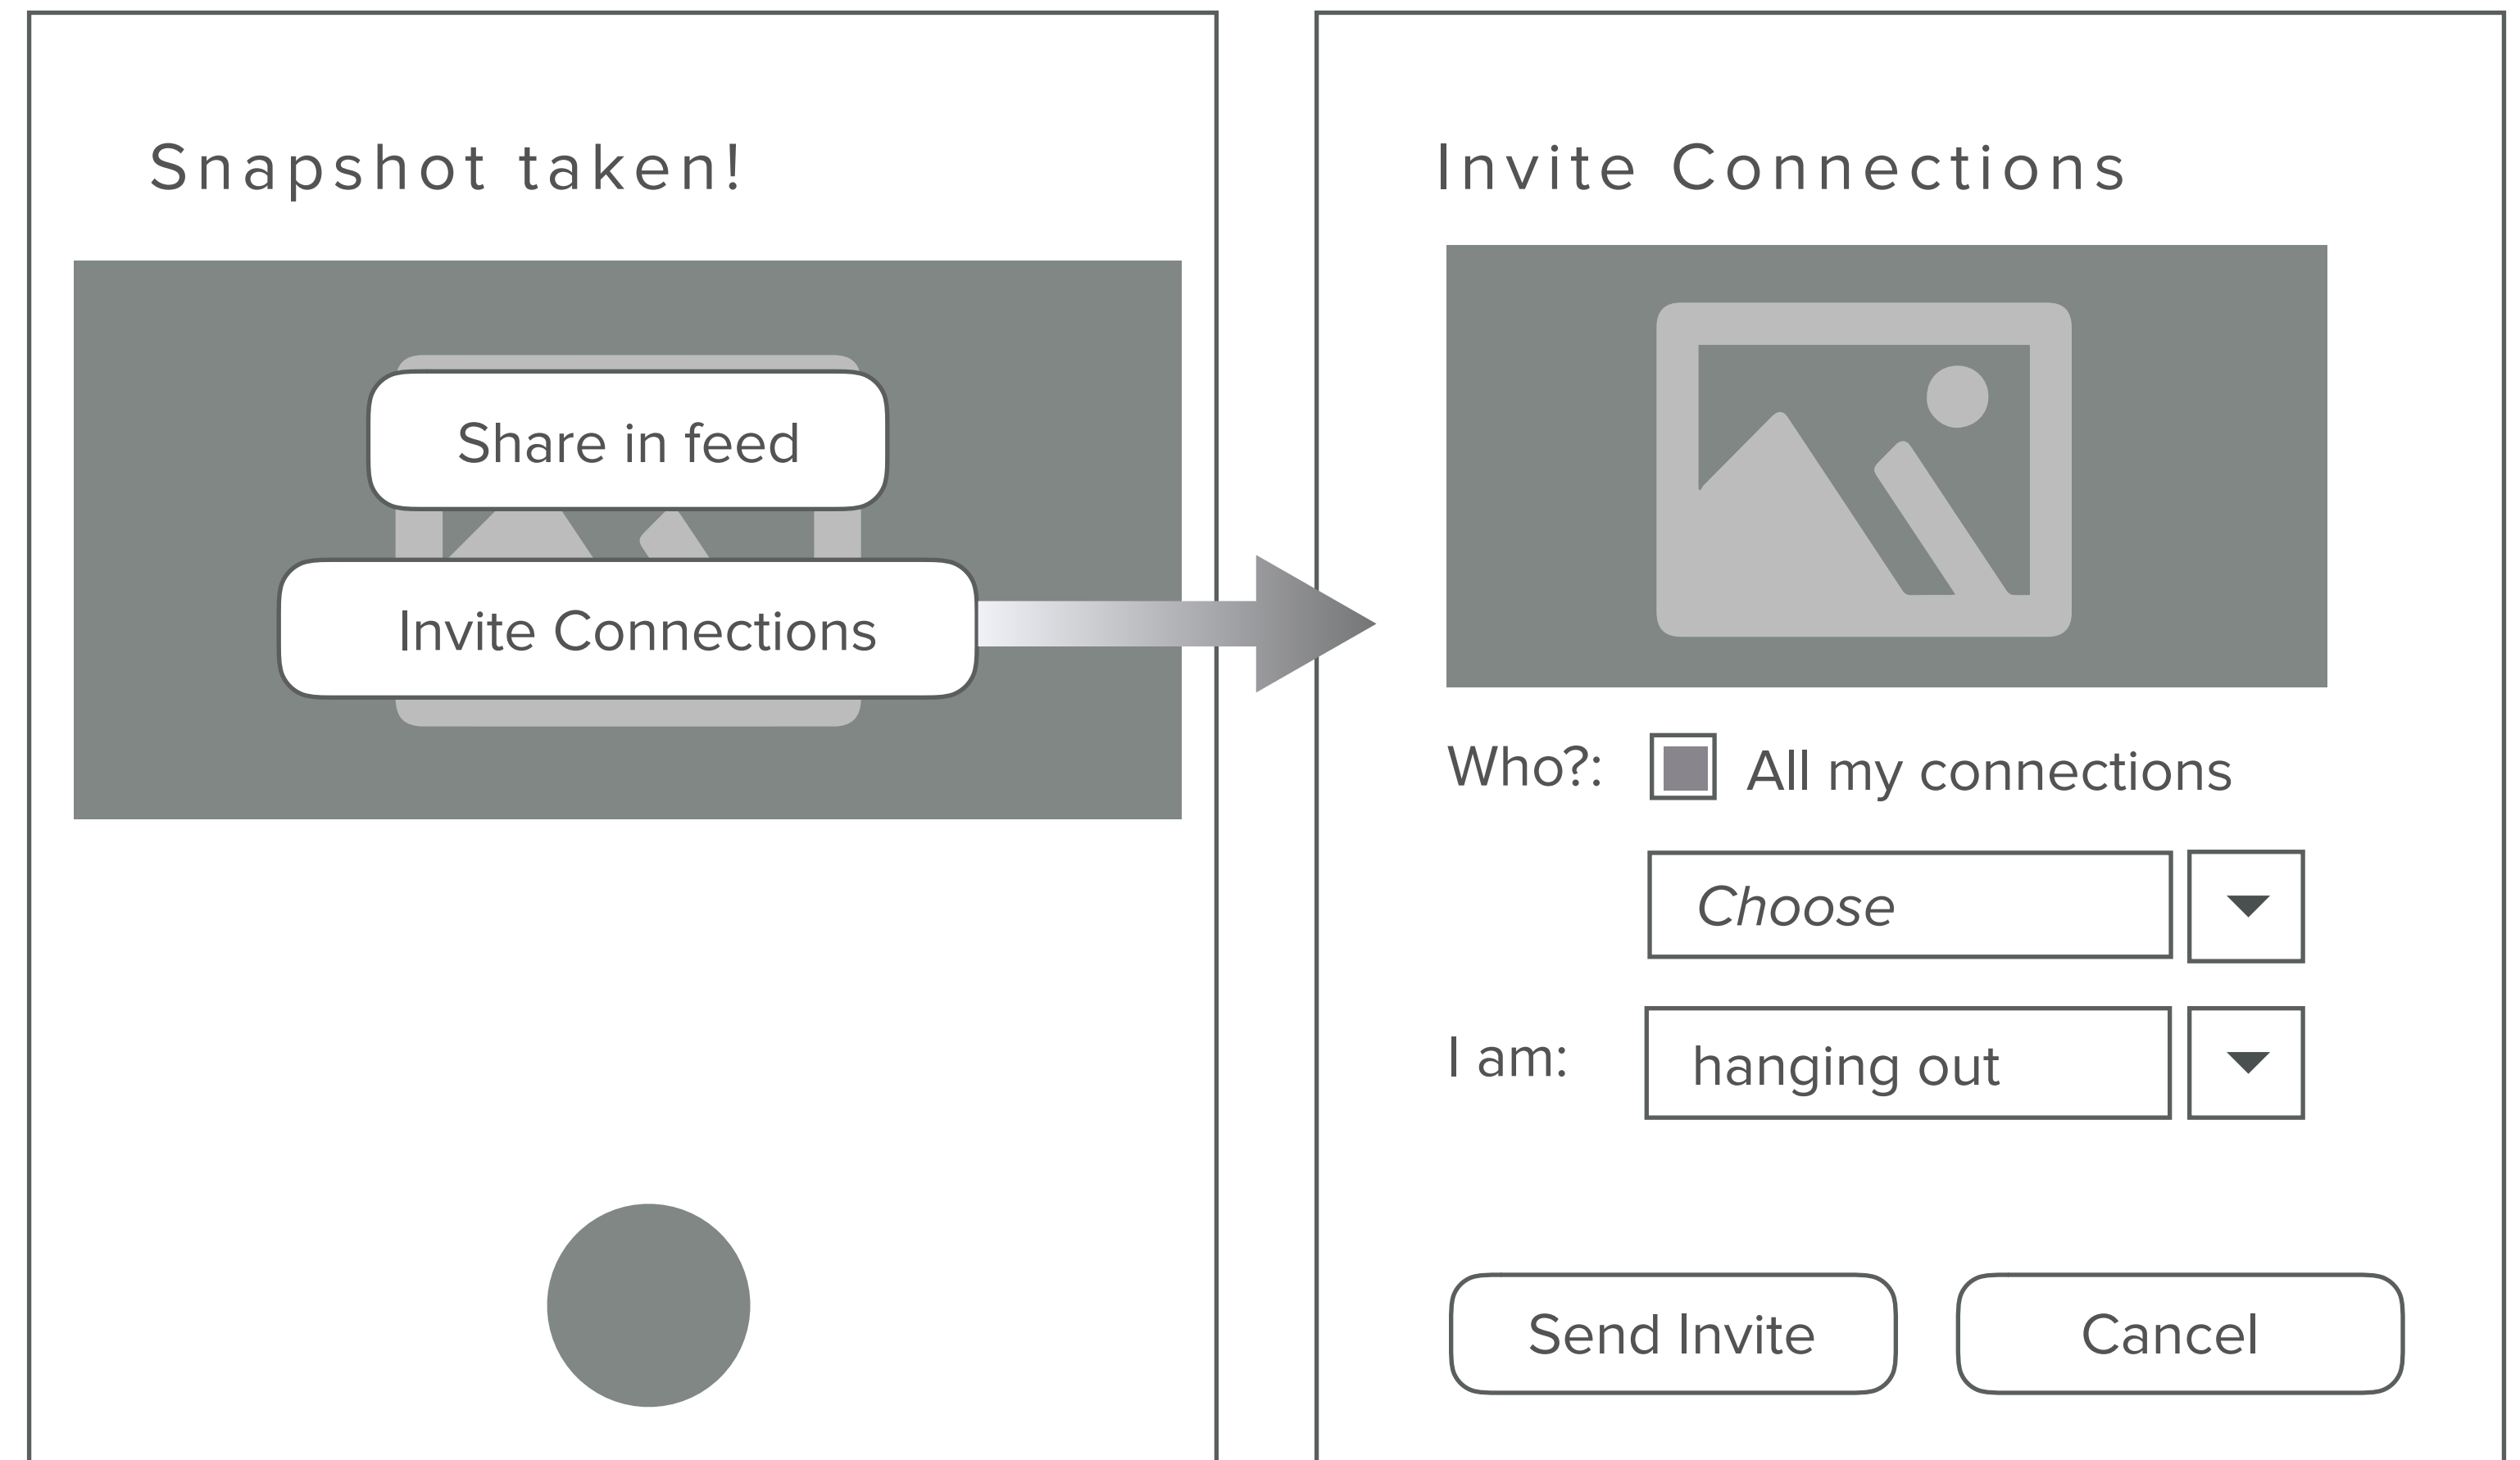 Snapshot taken!
Share in feed
Invite Connections
Invite Connections
Who?:
All my connections
Choose
I am:
hanging out
Send Invite
Cancel